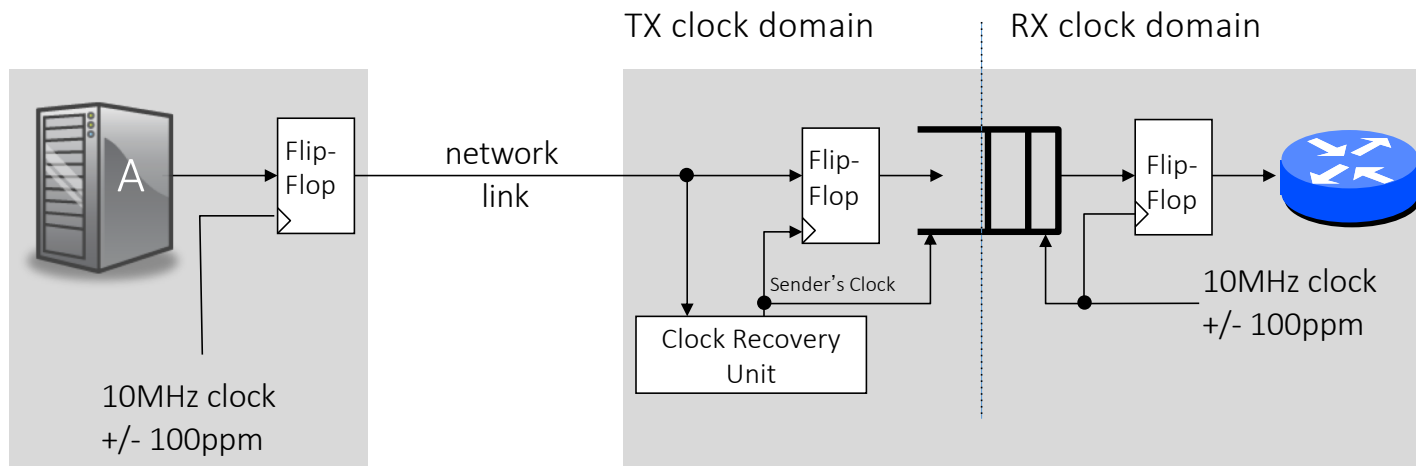 TX clock domain
RX clock domain
A
Flip-
Flop
network
link
Flip-
Flop
Flip-
Flop
Sender’s Clock
Clock Recovery
Unit
10MHz clock
+/- 100ppm
10MHz clock
+/- 100ppm